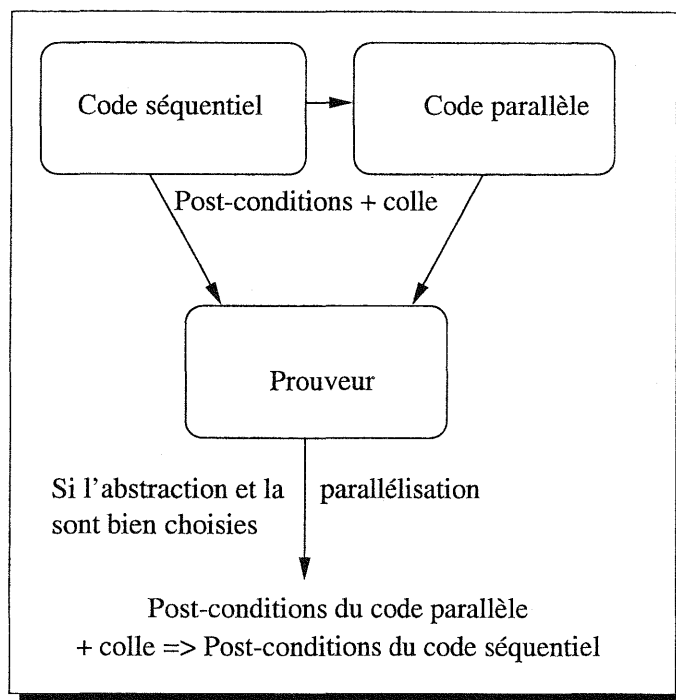 Code séquentiel
Code parallèle
Post-conditions + colle
Prouveur
Si l'abstraction et la parallélisation
sont bien choisies
Post-conditions du code parallèle
+ colle => Post-conditions du code séquentiel